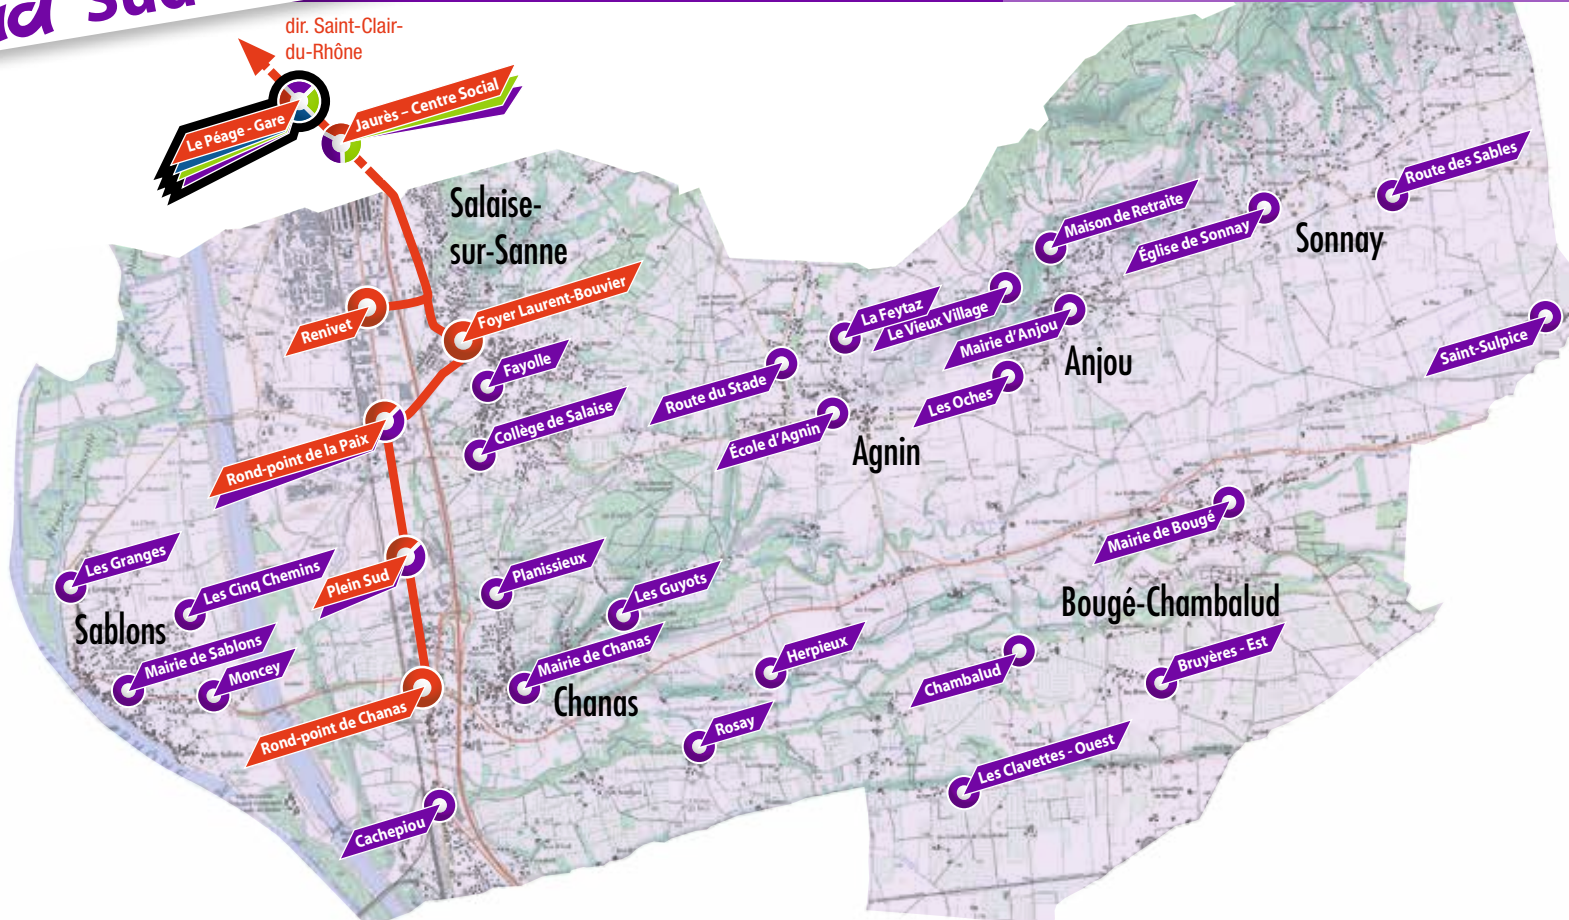 Sud
dir. Saint-Clair-
du-Rhône
Le Péage - Gare
Jaurès – Centre Social
Salaise-
sur-Sanne
Renivet
Foyer Laurent-Bouvier
Fayolle
Collège de Salaise
Rond-point de la Paix
Route du Stade
École d'Agnin
Agnin
La Feytaz
Le Vieux Village
Mairie d'Anjou
Les Oches
Anjou
Maison de Retraite
Église de Sonnay
Sonnay
Route des Sables
Saint-Sulpice
Mairie de Bougé
Bougé-Chambalud
Les Granges
Les Cinq Chemins
Sablons
Mairie de Sablons
Moncey
Plein Sud
Rond-point de Chanas
Planissieux
Les Guyots
Mairie de Chanas
Chanas
Herpieux
Rosay
Chambalud
Bruyères - Est
Les Clavettes - Ouest
Cachepiou